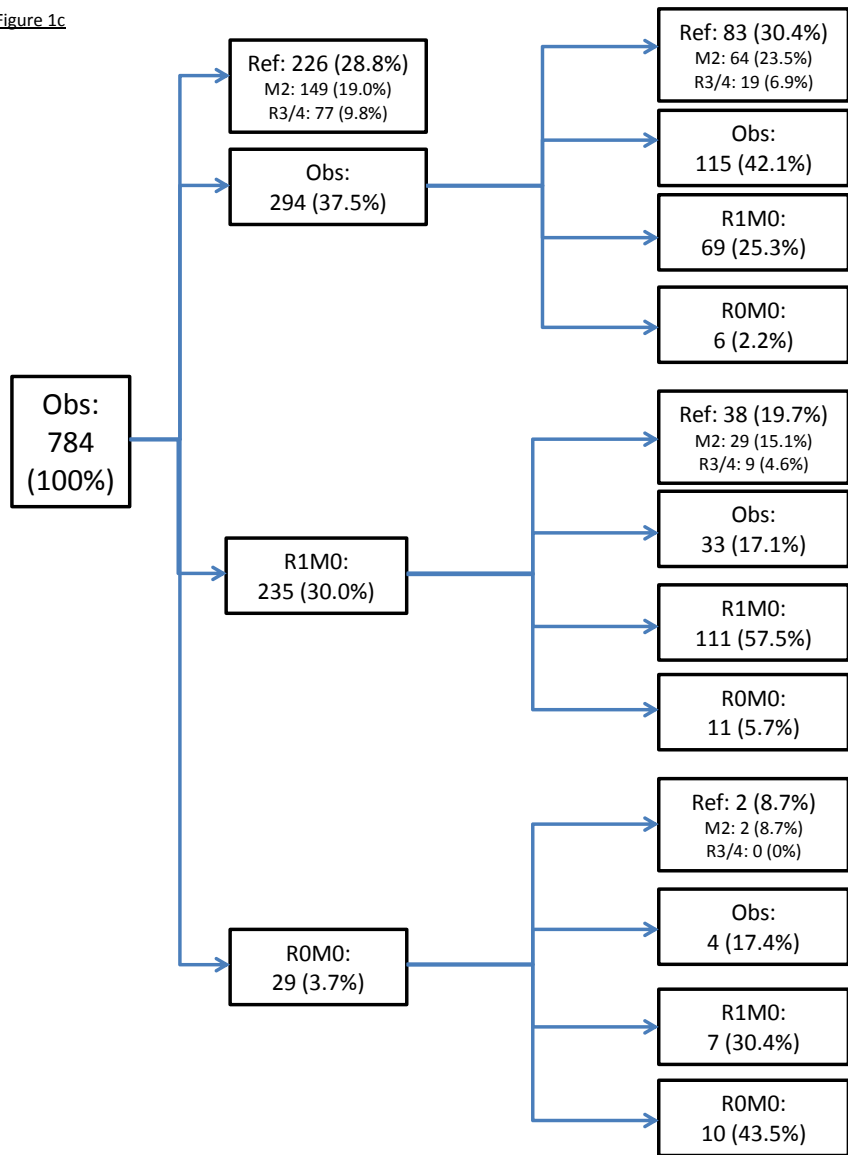 Figure 1c
Ref: 226 (28.8%)
M2: 149 (19.0%)
R3/4: 77 (9.8%)
Obs:
294 (37.5%)
Ref: 83 (30.4%)
M2: 64 (23.5%)
R3/4: 19 (6.9%)
Obs:
115 (42.1%)
R1M0:
69 (25.3%)
R0M0:
6 (2.2%)
Obs:
784
(100%)
R1M0:
235 (30.0%)
Ref: 38 (19.7%)
M2: 29 (15.1%)
R3/4: 9 (4.6%)
Obs:
33 (17.1%)
R1M0:
111 (57.5%)
R0M0:
11 (5.7%)
R0M0:
29 (3.7%)
Ref: 2 (8.7%)
M2: 2 (8.7%)
R3/4: 0 (0%)
Obs:
4 (17.4%)
R1M0:
7 (30.4%)
R0M0:
10 (43.5%)